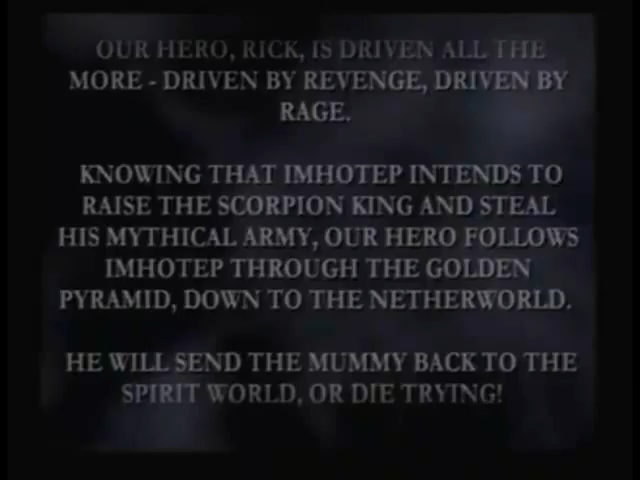 OUR HERO, RICK, IS DRIVEN ALL THE
MORE - DRIVEN BY REVENGE, DRIVEN BY
RAGE.
KNOWING THAT IMHOTEP INTENDS TO
RAISE THE SCORPION KING AND STEAL
HIS MYTHICAL ARMY, OUR HERO FOLLOWS
IMHOTEP THROUGH THE GOLDEN
PYRAMID, DOWN TO THE NETHERWORLD.
HE WILL SEND THE MUMMY BACK TO THE
SPIRIT WORLD, OR DIE TRYING!